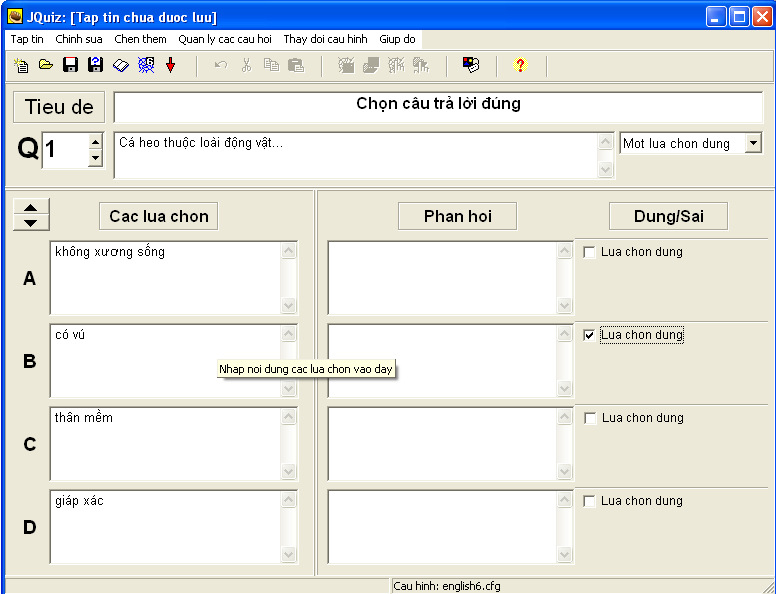 JQuiz: [Tap tin chua duoc luu]
Tap tin Chinh sua Chen them Quan ly cac cau hoi Thay doi cau hinh Giup do
Tieu de
Chọn câu trả lời đúng
Q 1
Cá heo thuộc loài động vật...
Mot lua chon dung
Cac lua chon
Phan hoi
Dung/Sai
A
không xương sống
Lua chon dung
B
có vú
Lua chon dung
Nhap noi dung cac lua chon vao day
C
thân mềm
Lua chon dung
D
giáp xác
Lua chon dung
Cau hinh: english6.cfg